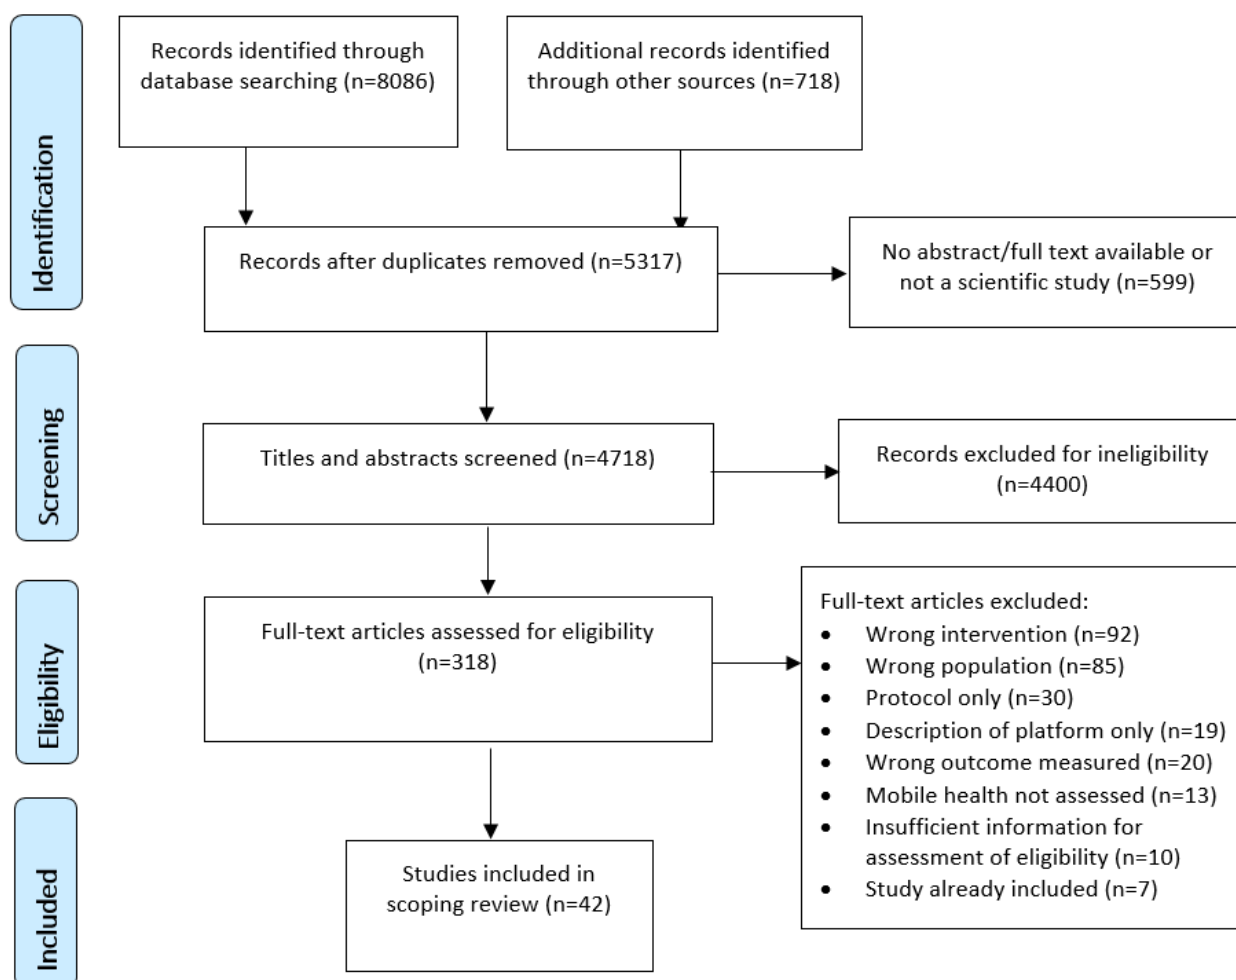 Identification
Records identified through
database searching (n=8086)
Additional records identified
through other sources (n=718)
Records after duplicates removed (n=5317)
No abstract/full text available or
not a scientific study (n=599)
Screening
Titles and abstracts screened (n=4718)
Records excluded for ineligibility
(n=4400)
Eligibility
Full-text articles assessed for eligibility
(n=318)
Full-text articles excluded:
• Wrong intervention (n=92)
• Wrong population (n=85)
• Protocol only (n=30)
• Description of platform only (n=19)
• Wrong outcome measured (n=20)
• Mobile health not assessed (n=13)
• Insufficient information for
assessment of eligibility (n=10)
• Study already included (n=7)
Included
Studies included in
scoping review (n=42)